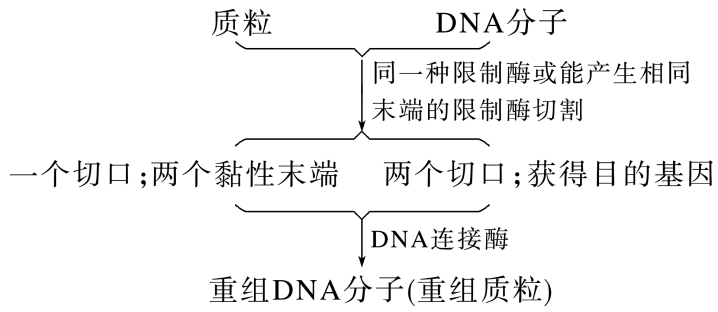 质粒 DNA分子
同一种限制酶或能产生相同
末端的限制酶切割
一个切口;两个黏性末端 两个切口;获得目的基因
DNA连接酶
重组DNA分子(重组质粒)